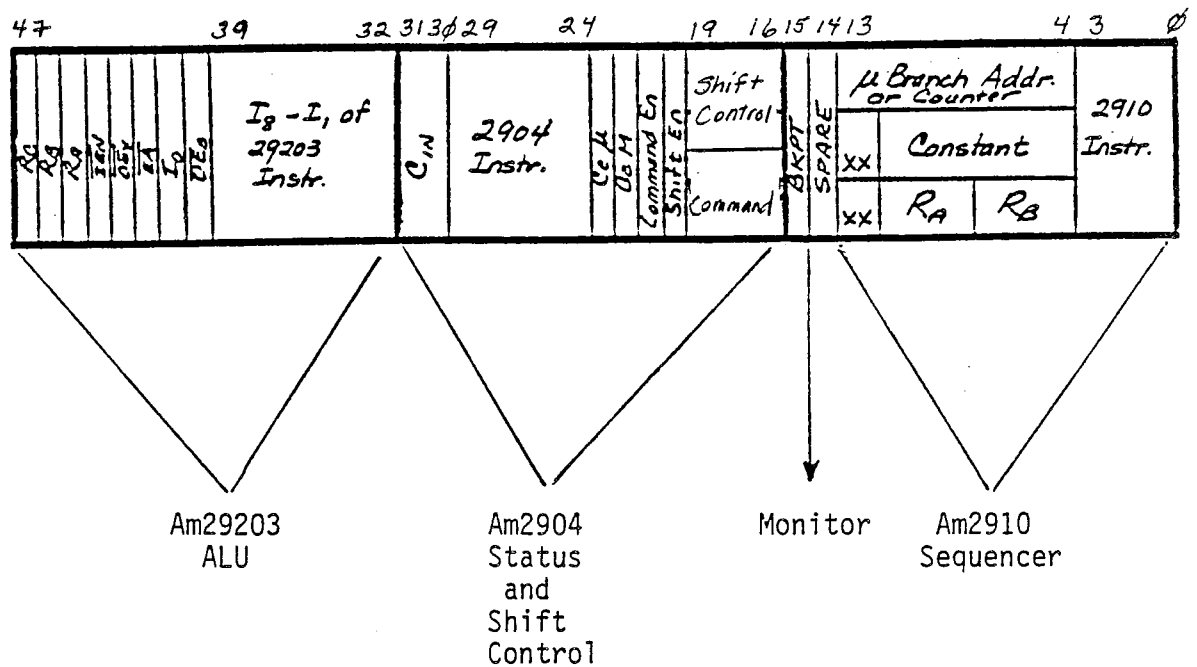 47 39 32 31 30 29 24 19 16 15 14 13 4 3 Ø
RC
RB
RA
IEN
OEY
EA
I0
OEB
I8 - I1 of
29203
Instr.
CIN
2904
Instr.
Ce μ
Ce M
Command En
Shift En
Shift
Control
Command
BKPT
SPARE
μ Branch Addr.
or Counter
XX Constant
XX RA RB
2910
Instr.
Am29203
ALU
Am2904
Status
and
Shift
Control
Monitor
Am2910
Sequencer